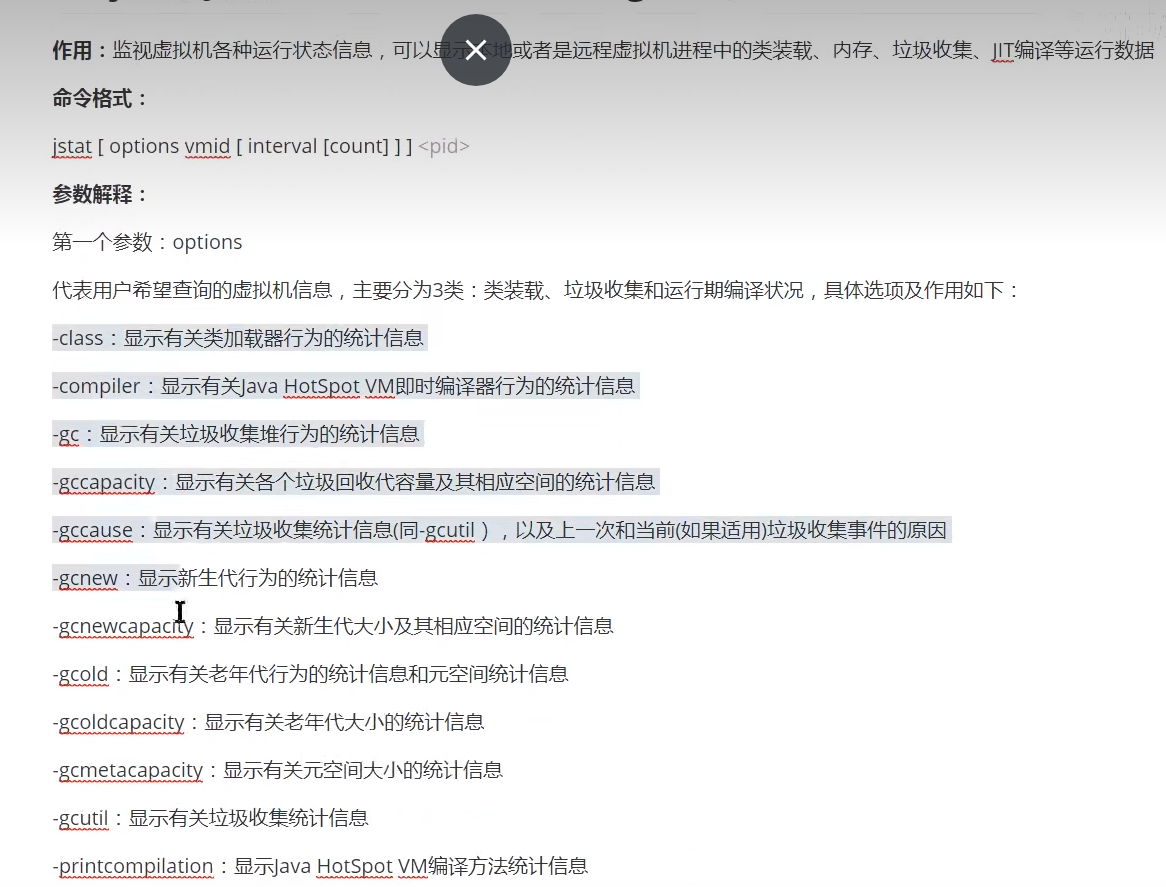 作用：监视虚拟机各种运行状态信息，可以显示本地或者是远程虚拟机进程中的类装载、内存、垃圾收集、JIT编译等运行数据
命令格式：
jstat [ options vmid [ interval [count] ] ] <pid>
参数解释：
第一个参数：options
代表用户希望查询的虚拟机信息，主要分为3类：类装载、垃圾收集和运行期编译状况，具体选项及作用如下：
-class：显示有关类加载器行为的统计信息
-compiler：显示有关Java HotSpot VM即时编译器行为的统计信息
-gc：显示有关垃圾收集堆行为的统计信息
-gccapacity：显示有关各个垃圾回收代容量及其相应空间的统计信息
-gccause：显示有关垃圾收集统计信息(同-gcutil ），以及上一次和当前(如果适用)垃圾收集事件的原因
-gcnew：显示新生代行为的统计信息
-gcnewcapacity：显示有关新生代大小及其相应空间的统计信息
-gcold：显示有关老年代行为的统计信息和元空间统计信息
-gcoldcapacity：显示有关老年代大小的统计信息
-gcmetacapacity：显示有关元空间大小的统计信息
-gcutil：显示有关垃圾收集统计信息
-printcompilation：显示Java HotSpot VM编译方法统计信息